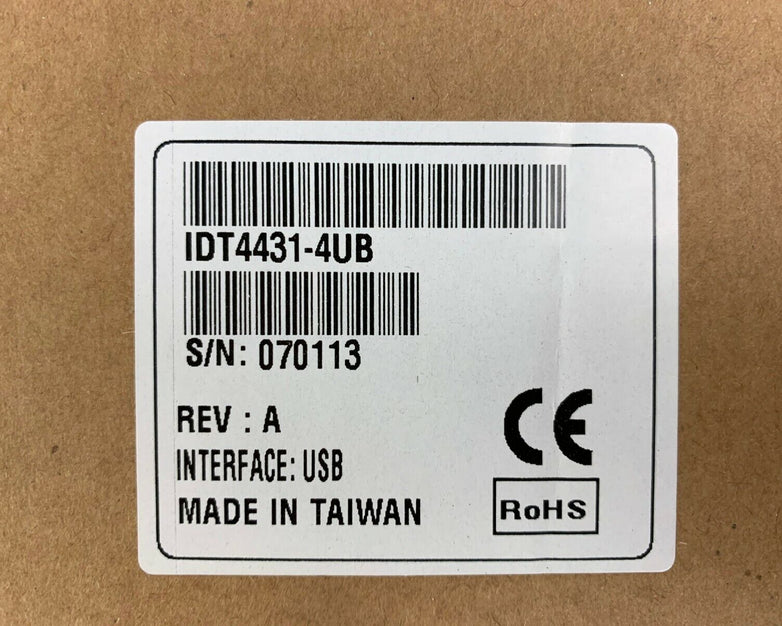 IDT4431-4UB
S/N: 070113
REV : A
INTERFACE: USB
MADE IN TAIWAN
CE
RoHS